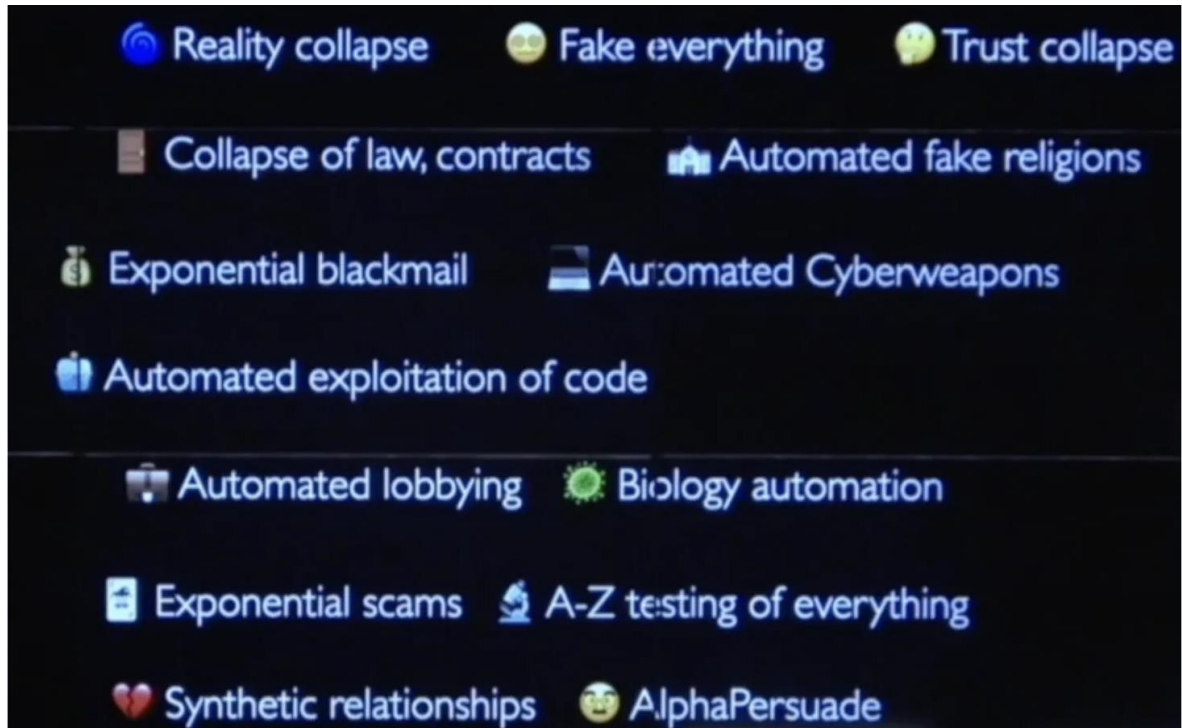 Reality collapse Fake everything Trust collapse
Collapse of law, contracts Automated fake religions
Exponential blackmail Automated Cyberweapons
Automated exploitation of code
Automated lobbying Biology automation
Exponential scams A-Z testing of everything
Synthetic relationships AlphaPersuade